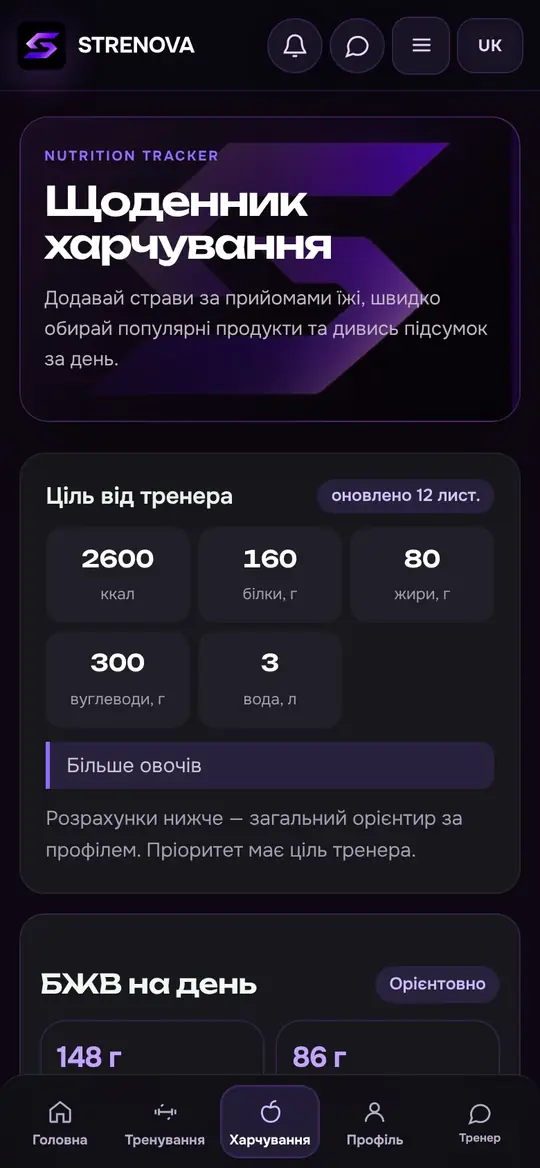 STRENOVA
UK
NUTRITION TRACKER
Щоденник
харчування
Додавай страви за прийомами їжі, швидко
обирай популярні продукти та дивись підсумок
за день.
Ціль від тренера
оновлено 12 лист.
2600
ккал
160
білки, г
80
жири, г
300
вуглеводи, г
3
вода, л
Більше овочів
Розрахунки нижче — загальний орієнтир за
профілем. Пріоритет має ціль тренера.
БЖВ на день
Орієнтовно
148 г
86 г
Головна
Тренування
Харчування
Профіль
Тренер